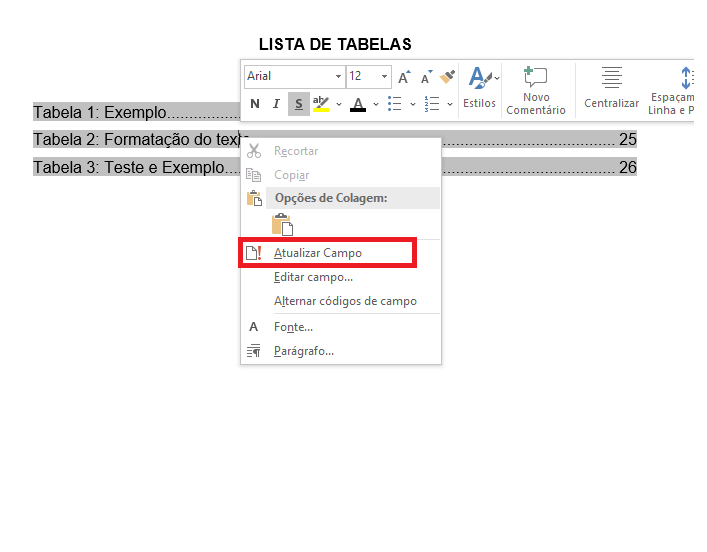 LISTA DE TABELAS
Arial 12 A A
N I S ab A
Estilos
Novo
Comentário
Centralizar
Espaçam
Linha e P
Tabela 1: Exemplo.................
Tabela 2: Formatação do texto............................................ 25
Tabela 3: Teste e Exemplo............................................ 26
Recortar
Copiar
Opções de Colagem:
Atualizar Campo
Editar campo...
Alternar códigos de campo
A Fonte...
Parágrafo...